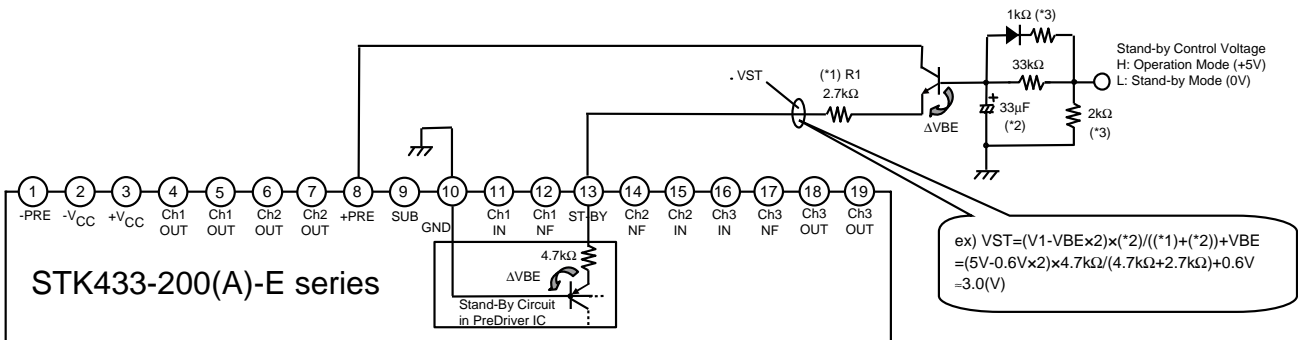 1kΩ (*3)
Stand-by Control Voltage
H: Operation Mode (+5V)
L: Stand-by Mode (0V)
. VST
(*1) R1
2.7kΩ
33kΩ
ΔVBE
+
33μF
(*2)
2kΩ
(*3)
1 2 3 4 5 6 7 8 9 10 11 12 13 14 15 16 17 18 19
-PRE
-VCC
+VCC
Ch1
OUT
Ch1
OUT
Ch2
OUT
Ch2
OUT
+PRE
SUB
GND
Ch1
IN
Ch1
NF
ST-BY
Ch2
NF
Ch2
IN
Ch3
IN
Ch3
NF
Ch3
OUT
Ch3
OUT
STK433-200(A)-E series
4.7kΩ
ΔVBE
Stand-By Circuit
in PreDriver IC
ex) VST=(V1-VBE×2)×(*2)/((*1)+(*2))+VBE
=(5V-0.6V×2)×4.7kΩ/(4.7kΩ+2.7kΩ)+0.6V
=3.0(V)